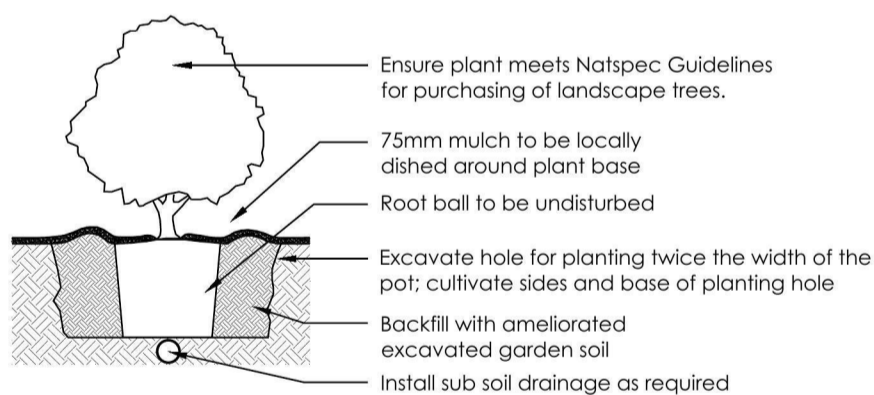 Ensure plant meets Natspec Guidelines
for purchasing of landscape trees.
75mm mulch to be locally
dished around plant base
Root ball to be undisturbed
Excavate hole for planting twice the width of the
pot; cultivate sides and base of planting hole
Backfill with ameliorated
excavated garden soil
Install sub soil drainage as required